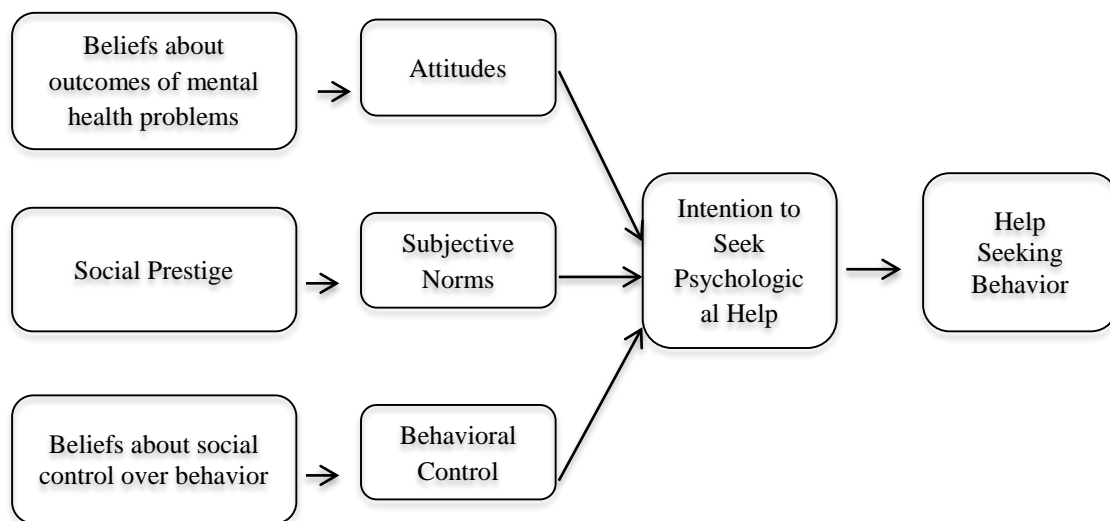 Beliefs about
outcomes of mental
health problems
Attitudes
Social Prestige
Subjective
Norms
Beliefs about social
control over behavior
Behavioral
Control
Intention to
Seek
Psychologic
al Help
Help
Seeking
Behavior